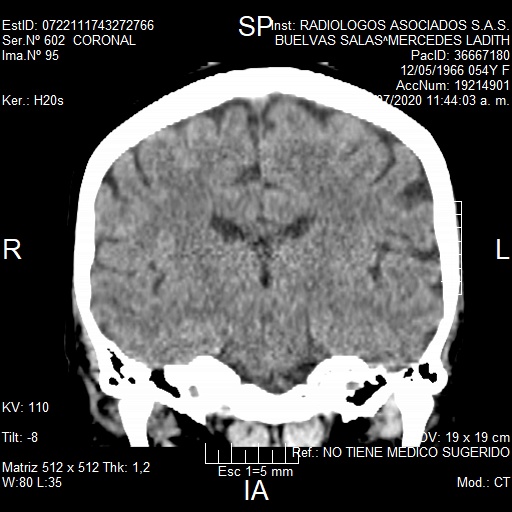 EstID: 0722111743272766
Ser.Nº 602 CORONAL
Ima.Nº 95
Ker.: H20s
SP
Inst: RADIOLOGOS ASOCIADOS S.A.S.
BUELVAS SALAS^MERCEDES LADITH
PacID: 36667180
12/05/1966 054Y F
AccNum: 19214901
07/2020 11:44:03 a. m.
R
L
KV: 110
Tilt: -8
Matriz 512 x 512 Thk: 1,2
W:80 L:35
Esc 1=5 mm
IA
OV: 19 x 19 cm
Ref.: NO TIENE MEDICO SUGERIDO
Mod.: CT